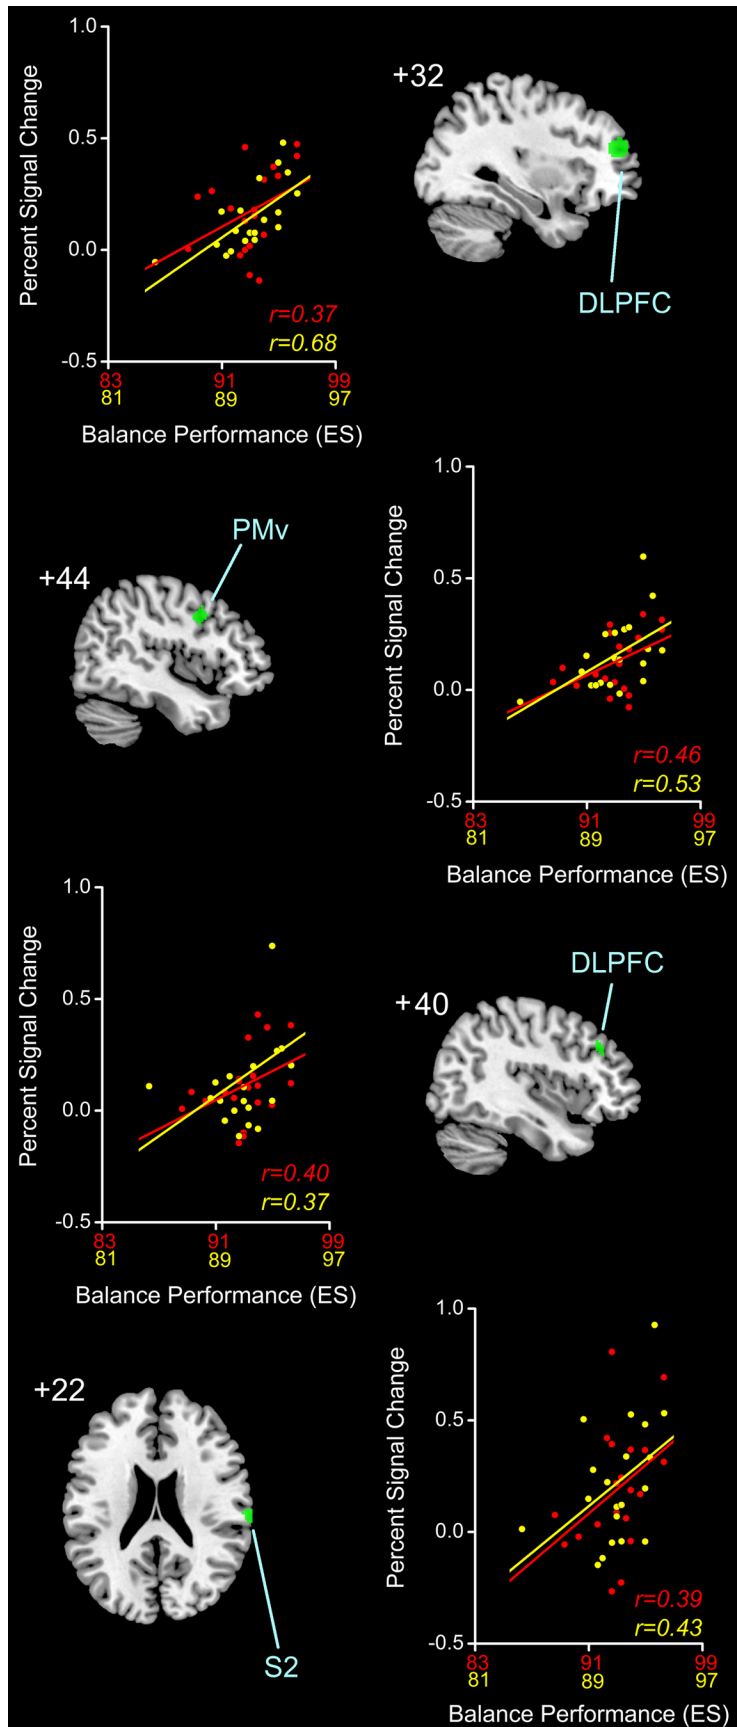 1.0
0.5
0.0
-0.5
Percent Signal Change
r=0.37
r=0.68
83 91 99
81 89 97
Balance Performance (ES)
+32
DLPFC
+44
PMv
1.0
0.5
0.0
-0.5
Percent Signal Change
r=0.46
r=0.53
83 91 99
81 89 97
Balance Performance (ES)
1.0
0.5
0.0
-0.5
Percent Signal Change
r=0.40
r=0.37
83 91 99
81 89 97
Balance Performance (ES)
DLPFC
+40
+22
S2
1.0
0.5
0.0
-0.5
Percent Signal Change
r=0.39
r=0.43
83 91 99
81 89 97
Balance Performance (ES)